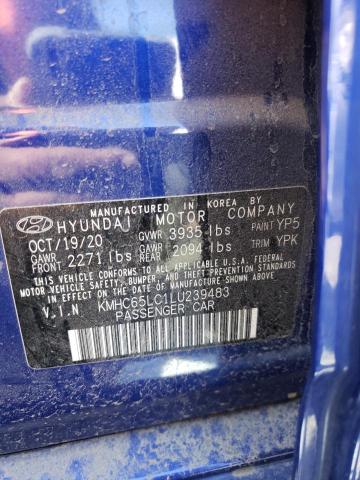 MANUFACTURED IN KOREA BY
HYUNDAI MOTOR COMPANY
OCT/19/20 GVWR 3935 lbs PAINT YP5
GAWR FRONT 2271 lbs GAWR REAR 2094 lbs TRIM YPK
THIS VEHICLE CONFORMS TO ALL APPLICABLE U.S. FEDERAL
MOTOR VEHICLE SAFETY, BUMPER, AND THEFT PREVENTION
STANDARDS IN EFFECT ON THE DATE OF MANUFACTURE SHOWN ABOVE.
V.I.N KMHC65LC1LU239483
PASSENGER CAR